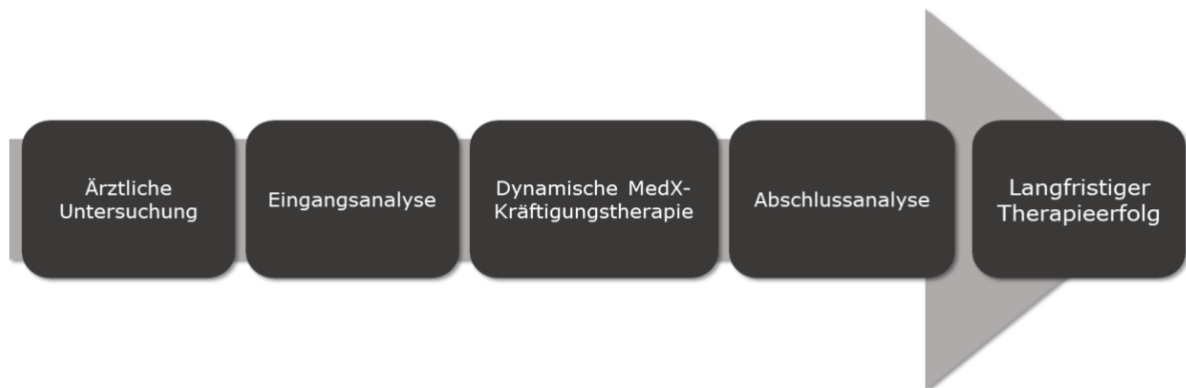 Ärztliche
Untersuchung
Eingangsanalyse
Dynamische MedX-
Kräftigungstherapie
Abschlussanalyse
Langfristiger
Therapieerfolg